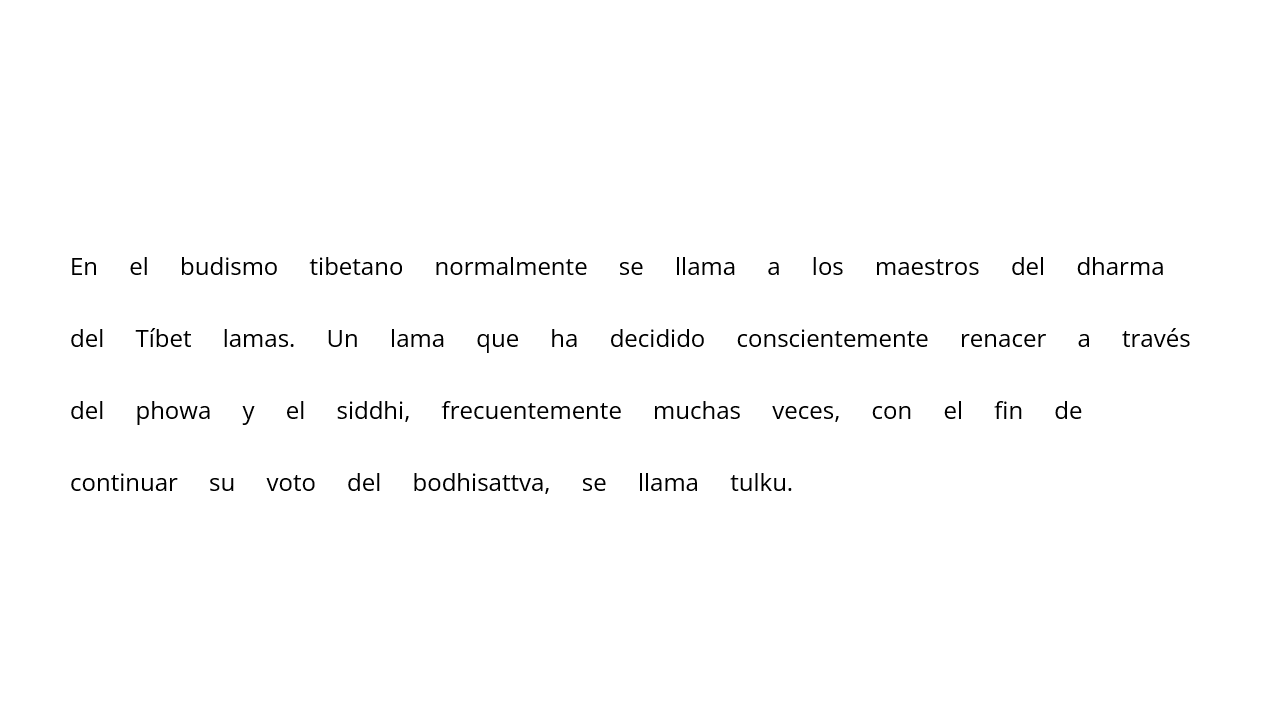 En el budismo tibetano normalmente se llama a los maestros del dharma
del Tíbet lamas. Un lama que ha decidido conscientemente renacer a través
del phowa y el siddhi, frecuentemente muchas veces, con el fin de
continuar su voto del bodhisattva, se llama tulku.